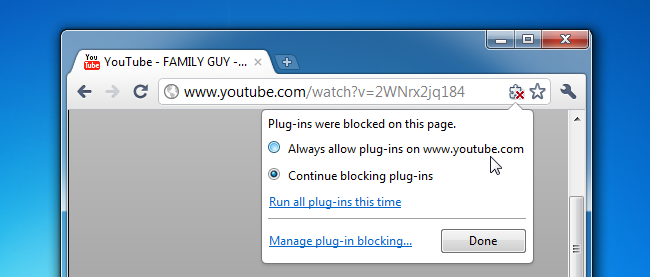 You
Tube
YouTube - FAMILY GUY -...
www.youtube.com/watch?v=2WNrx2jq184
Plug-ins were blocked on this page.
Always allow plug-ins on www.youtube.com
Continue blocking plug-ins
Run all plug-ins this time
Manage plug-in blocking...
Done